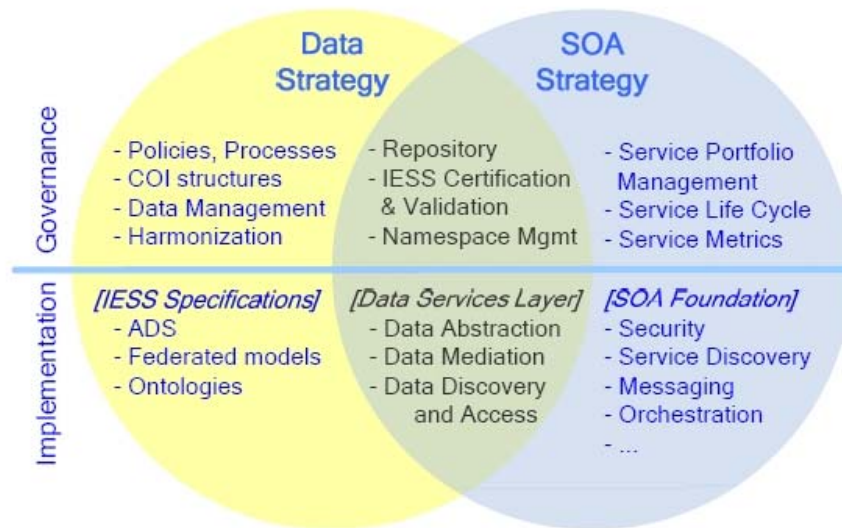 Data
Strategy
SOA
Strategy
Governance
- Policies, Processes
- COI structures
- Data Management
- Harmonization
- Repository
- IESS Certification
& Validation
- Namespace Mgmt
- Service Portfolio
Management
- Service Life Cycle
- Service Metrics
Implementation
[IESS Specifications]
- ADS
- Federated models
- Ontologies
[Data Services Layer]
- Data Abstraction
- Data Mediation
- Data Discovery
and Access
[SOA Foundation]
- Security
- Service Discovery
- Messaging
- Orchestration
- ...